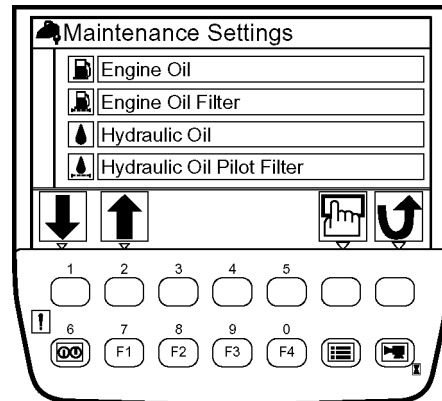 Maintenance Settings
Engine Oil
Engine Oil Filter
Hydraulic Oil
Hydraulic Oil Pilot Filter
1 2 3 4 5
!
6 7 8 9 0
F1 F2 F3 F4